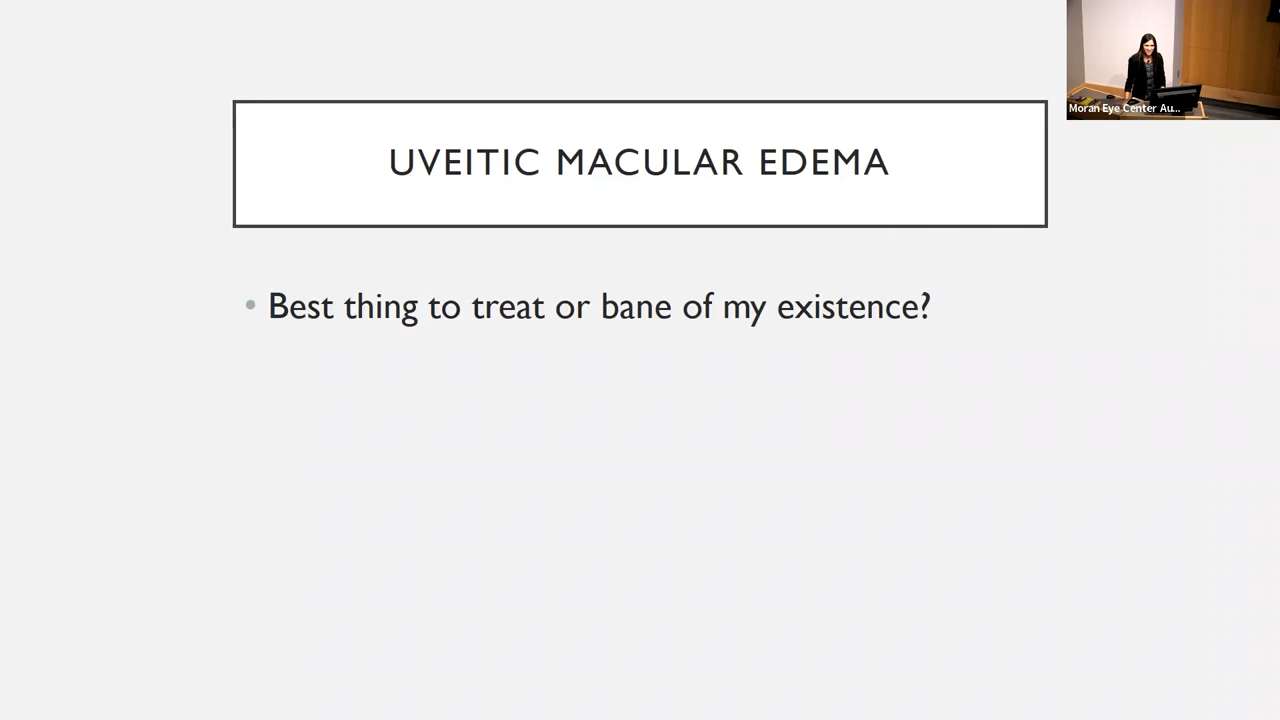 UVEITIC MACULAR EDEMA
• Best thing to treat or bane of my existence?
Moran Eye Center Au...